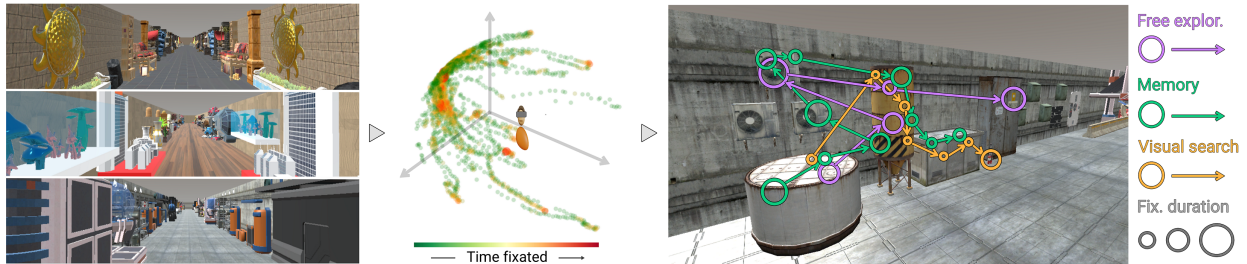 Time fixated
Free explor.
Memory
Visual search
Fix. duration